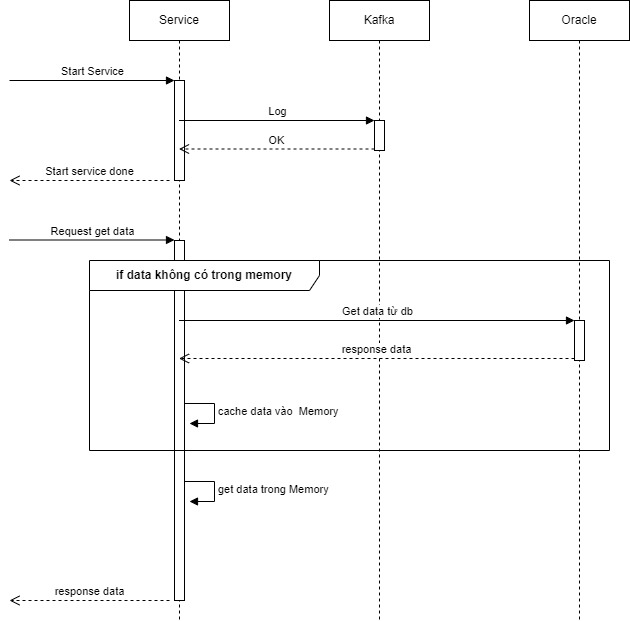 Service
Kafka
Oracle
Start Service
Log
OK
Start service done
Request get data
if data không có trong memory
Get data từ db
response data
cache data vào  Memory
get data trong Memory
response data